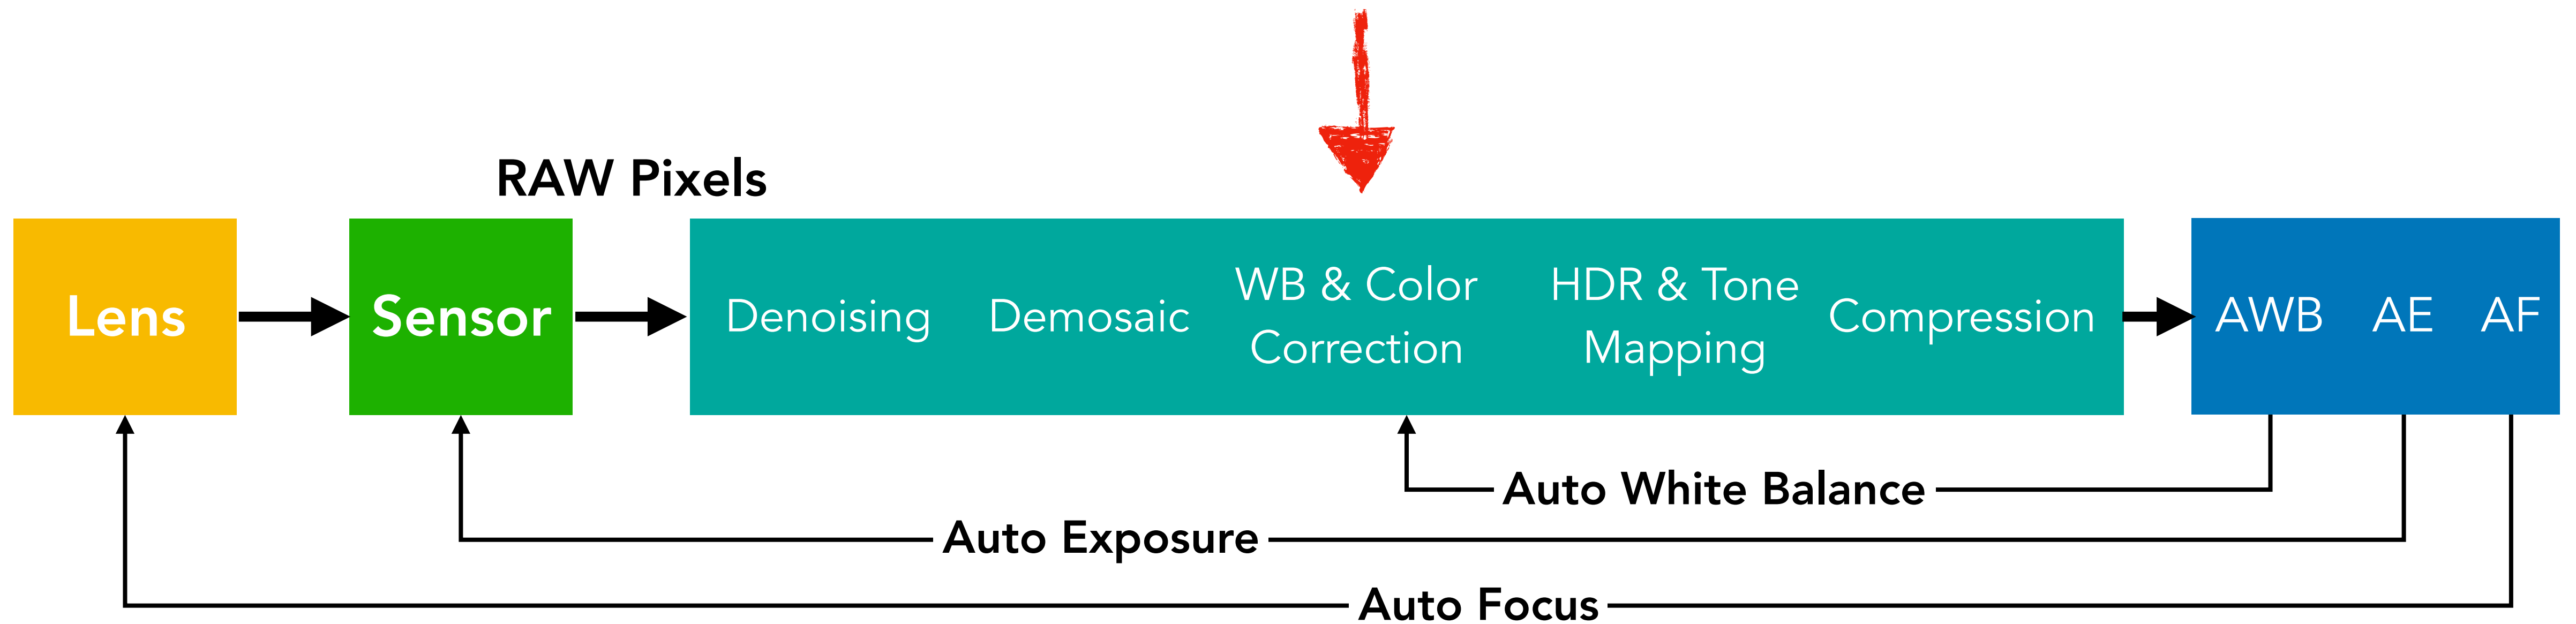 RAW Pixels
Lens
Sensor
Denoising
Demosaic
WB & Color
Correction
HDR & Tone
Mapping
Compression
AWB
AE
AF
Auto White Balance
Auto Exposure
Auto Focus